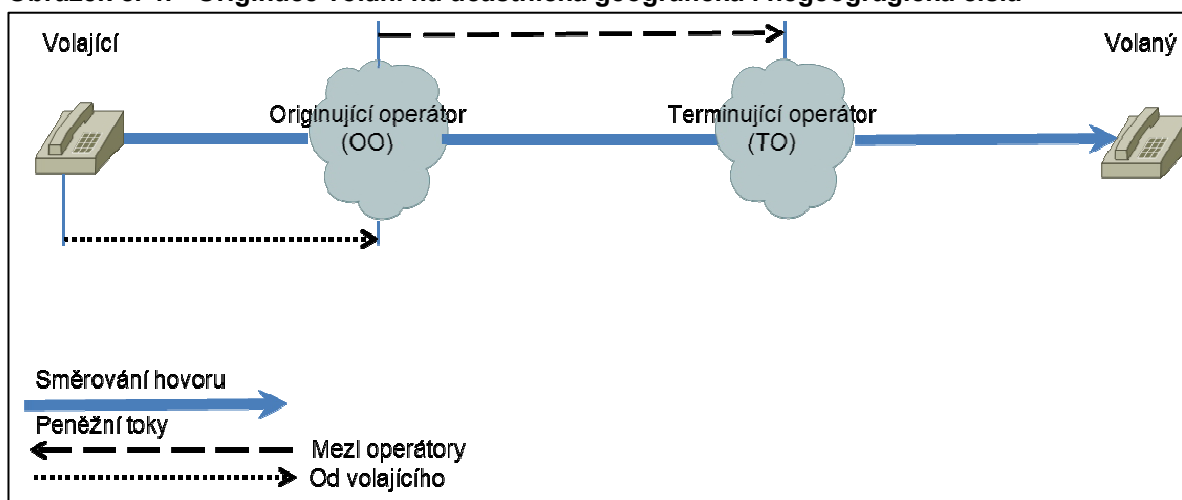 Volající
Volaný
Originující operátor
(OO)
Terminující operátor
(TO)
Směrování hovoru
Peněžní toky
Mezi operátory
Od volajícího